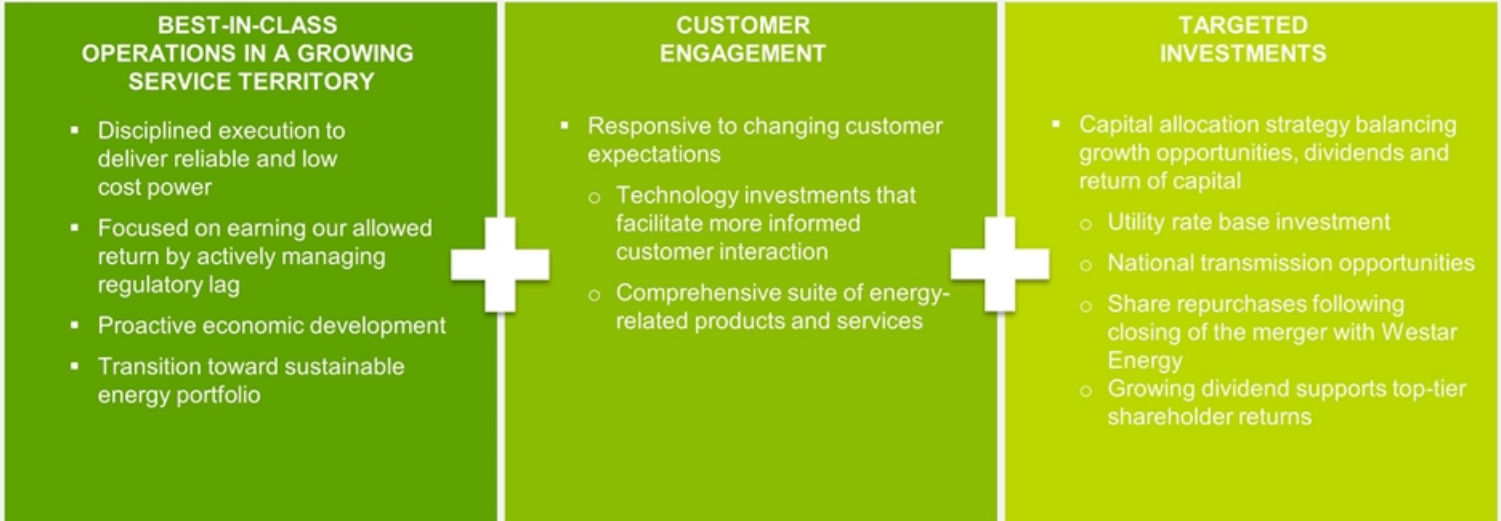 BEST-IN-CLASS
OPERATIONS IN A GROWING
SERVICE TERRITORY
▪ Disciplined execution to
deliver reliable and low
cost power
▪ Focused on earning our allowed
return by actively managing
regulatory lag
▪ Proactive economic development
▪ Transition toward sustainable
energy portfolio
CUSTOMER
ENGAGEMENT
▪ Responsive to changing customer
expectations
o Technology investments that
facilitate more informed
customer interaction
o Comprehensive suite of energy-
related products and services
TARGETED
INVESTMENTS
▪ Capital allocation strategy balancing
growth opportunities, dividends and
return of capital
o Utility rate base investment
o National transmission opportunities
o Share repurchases following
closing of the merger with Westar
Energy
o Growing dividend supports top-tier
shareholder returns